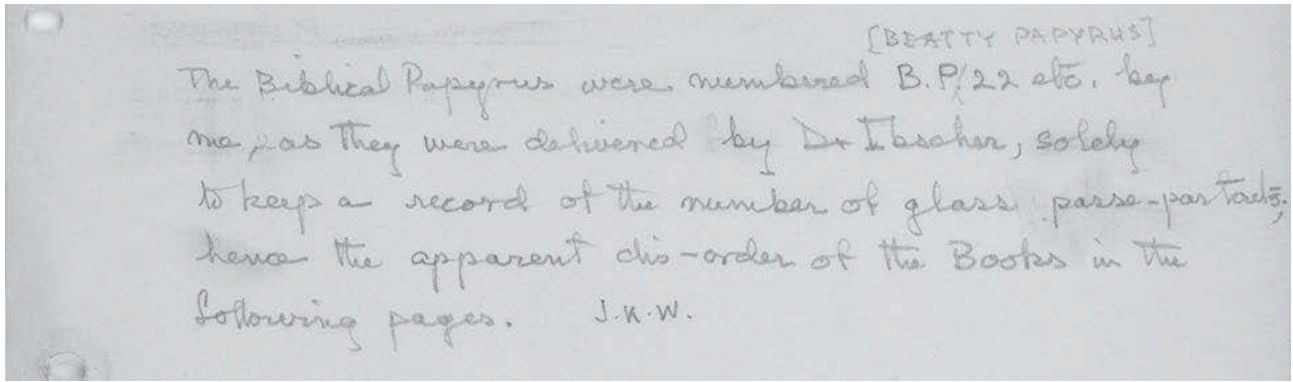 [BEATTY PAPYRUS]
The Biblical Papyrus were numbered B.P. 22 etc. by
me, as they were delivered by Dr Ibscher, solely
to keep a record of the number of glass passe-partouts;
hence the apparent dis-order of the Books in the
following pages. J.W.W.